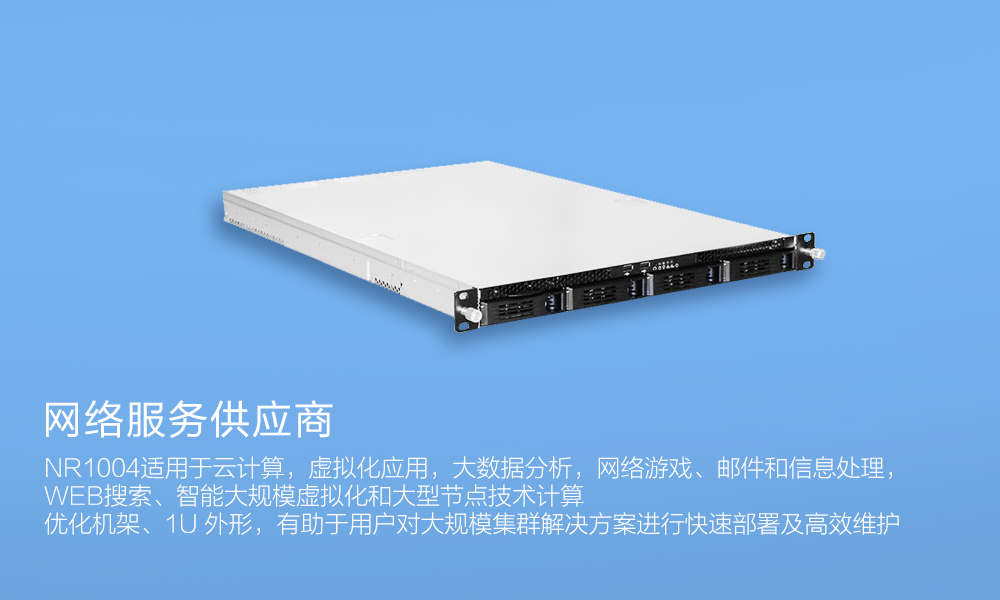 网络服务供应商
NR1004适用于云计算，虚拟化应用，大数据分析，网络游戏、邮件和信息处理，
WEB搜索、智能大规模虚拟化和大型节点技术计算
优化机架、1U 外形，有助于用户对大规模集群解决方案进行快速部署及高效维护